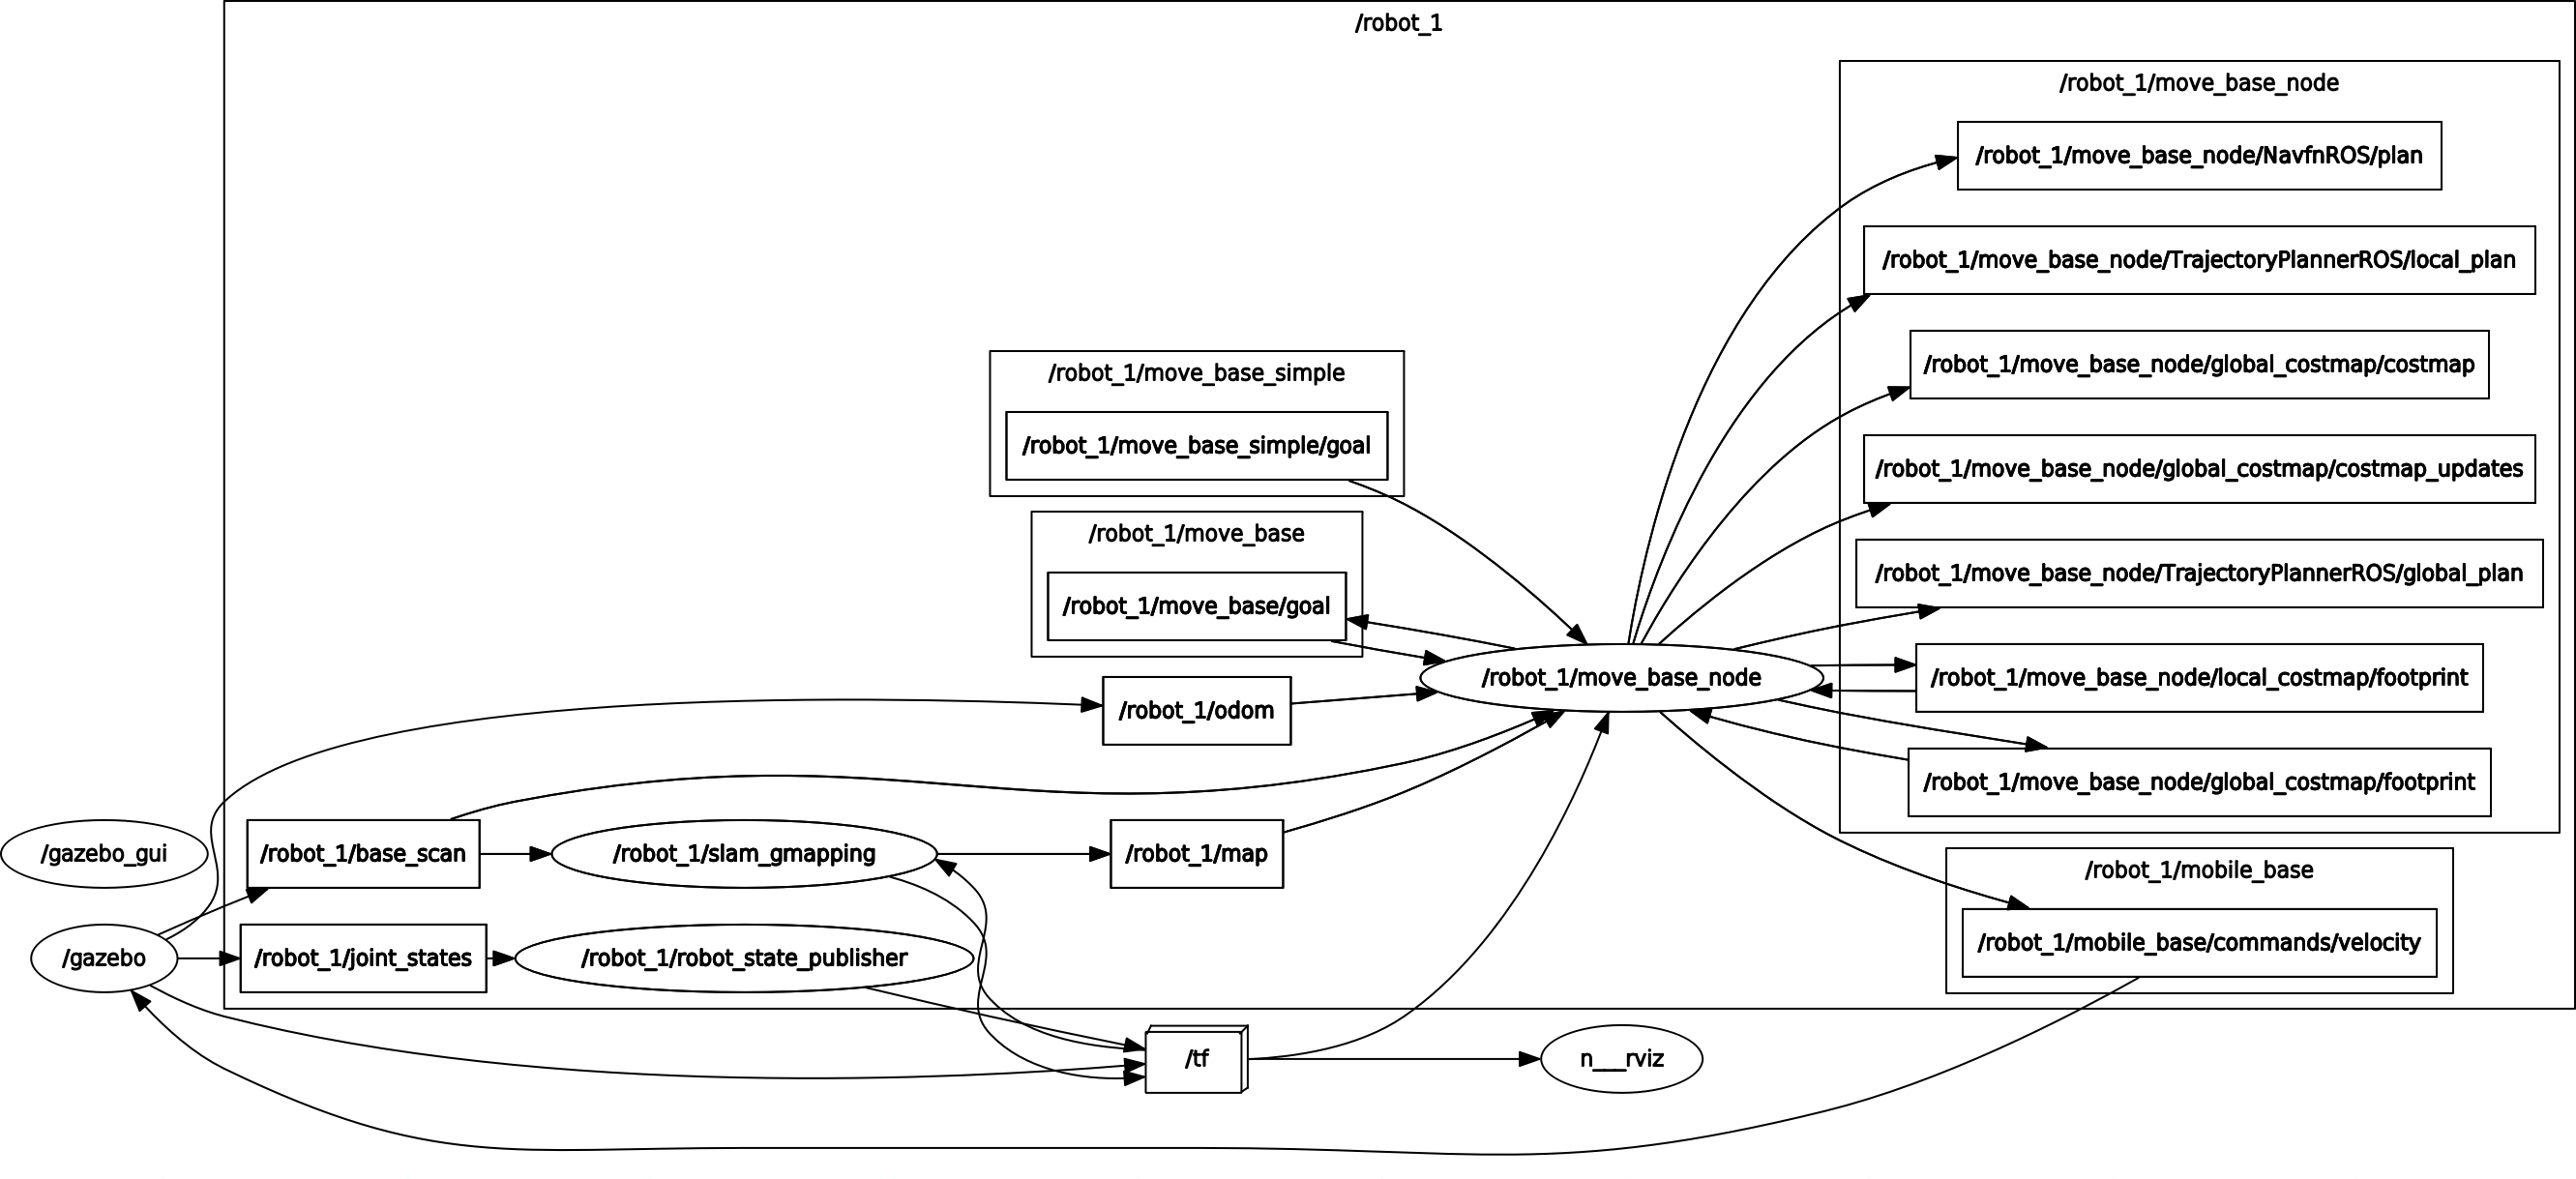 /robot_1
/robot_1/move_base_node
/robot_1/move_base_node/NavfnROS/plan
/robot_1/move_base_node/TrajectoryPlannerROS/local_plan
/robot_1/move_base_node/global_costmap/costmap
/robot_1/move_base_simple
/robot_1/move_base_simple/goal
/robot_1/move_base_node/global_costmap/costmap_updates
/robot_1/move_base
/robot_1/move_base/goal
/robot_1/move_base_node/TrajectoryPlannerROS/global_plan
/robot_1/move_base_node
/robot_1/move_base_node/local_costmap/footprint
/robot_1/odom
/robot_1/move_base_node/global_costmap/footprint
/gazebo_gui
/robot_1/base_scan
/robot_1/slam_gmapping
/robot_1/map
/robot_1/mobile_base
/gazebo
/robot_1/joint_states
/robot_1/robot_state_publisher
/robot_1/mobile_base/commands/velocity
/tf
n___rviz